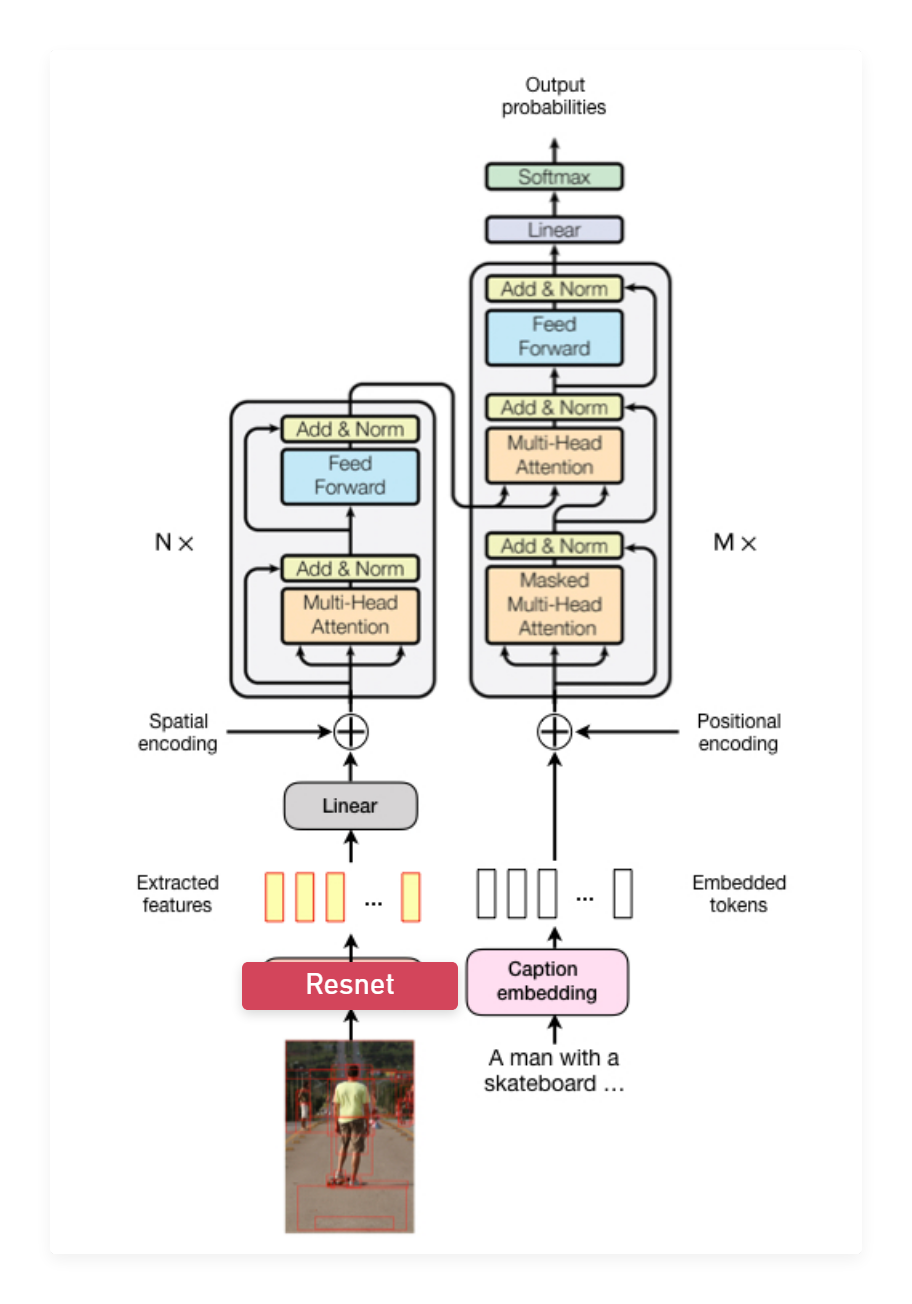 Output
probabilities
Softmax
Linear
Add & Norm
Feed
Forward
Add & Norm
Multi-Head
Attention
Add & Norm
Masked
Multi-Head
Attention
M ×
Add & Norm
Feed
Forward
Add & Norm
Multi-Head
Attention
N ×
Spatial
encoding
Positional
encoding
Linear
Extracted
features
...
...
Embedded
tokens
Resnet
Caption
embedding
A man with a
skateboard ...